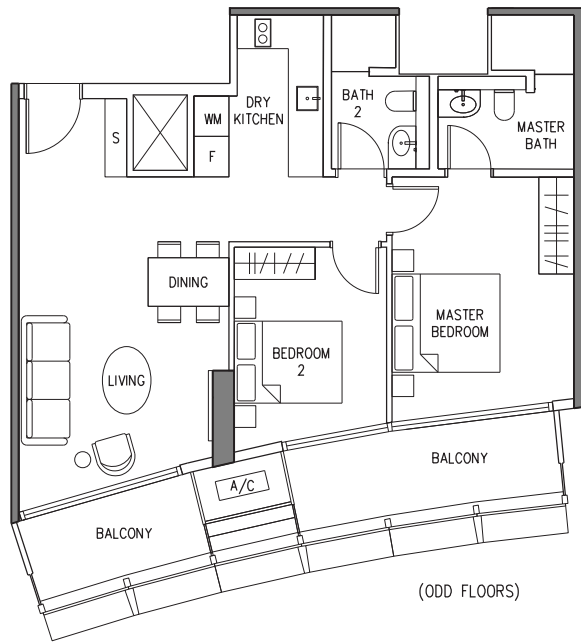 DRY
KITCHEN
BATH
2
MASTER
BATH
WM
S
F
DINING
MASTER
BEDROOM
BEDROOM
2
LIVING
BALCONY
A/C
BALCONY
(ODD FLOORS)